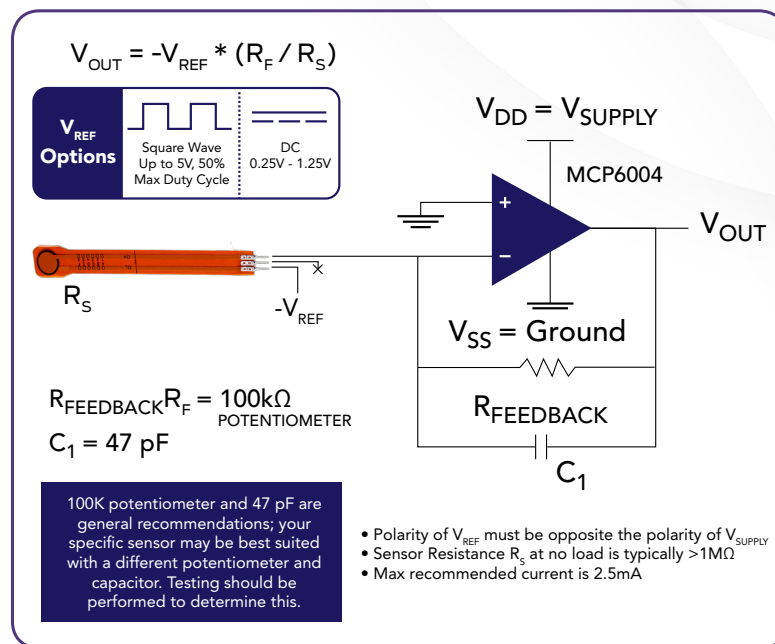 V_OUT = -V_REF * (R_F / R_S)
V_REF
Options
Square Wave
Up to 5V, 50%
Max Duty Cycle
DC
0.25V - 1.25V
V_DD = V_SUPPLY
MCP6004
+
−
V_OUT
R_S
-V_REF
V_SS = Ground
R_FEEDBACK
C_1
R_FEEDBACK R_F = 100kΩ
POTENTIOMETER
C_1 = 47 pF
100K potentiometer and 47 pF are
general recommendations; your
specific sensor may be best suited
with a different potentiometer and
capacitor. Testing should be
performed to determine this.
• Polarity of V_REF must be opposite the polarity of V_SUPPLY
• Sensor Resistance R_S at no load is typically >1MΩ
• Max recommended current is 2.5mA